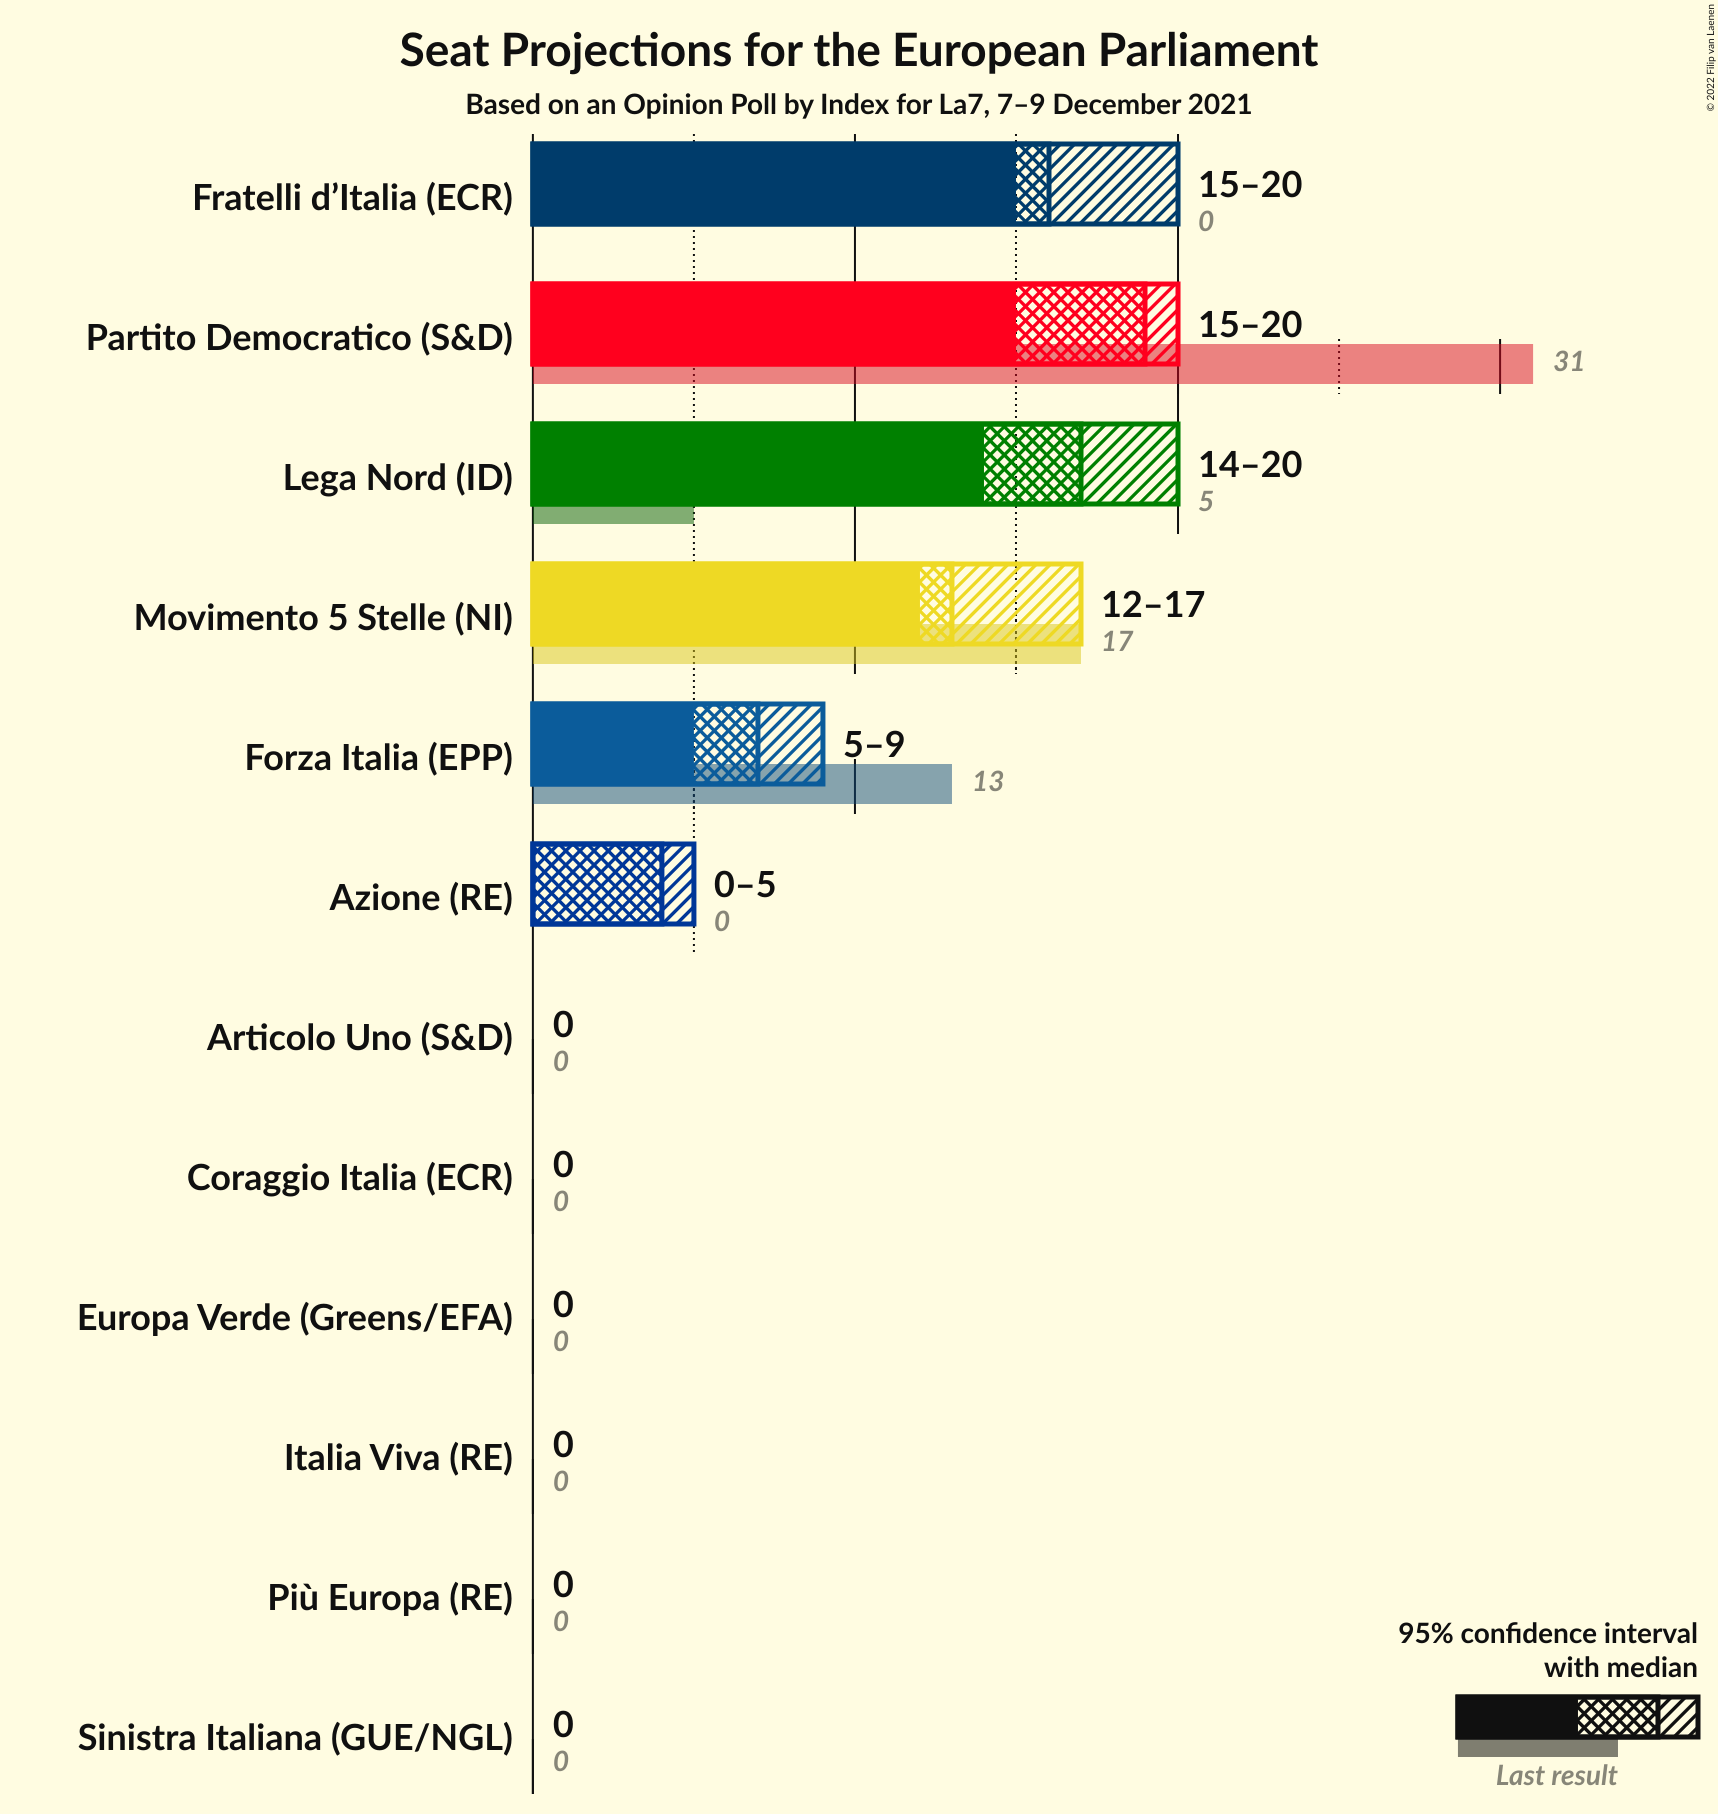 Seat Projections for the European Parliament
Based on an Opinion Poll by Index for La7, 7–9 December 2021
© 2022 Filip van Laenen
Fratelli d’Italia (ECR)
15–20
0
Partito Democratico (S&D)
15–20
31
Lega Nord (ID)
14–20
5
Movimento 5 Stelle (NI)
12–17
17
Forza Italia (EPP)
5–9
13
Azione (RE)
0–5
0
Articolo Uno (S&D)
0
0
Coraggio Italia (ECR)
0
0
Europa Verde (Greens/EFA)
0
0
Italia Viva (RE)
0
0
Più Europa (RE)
0
0
Sinistra Italiana (GUE/NGL)
0
0
95% confidence interval
with median
Last result